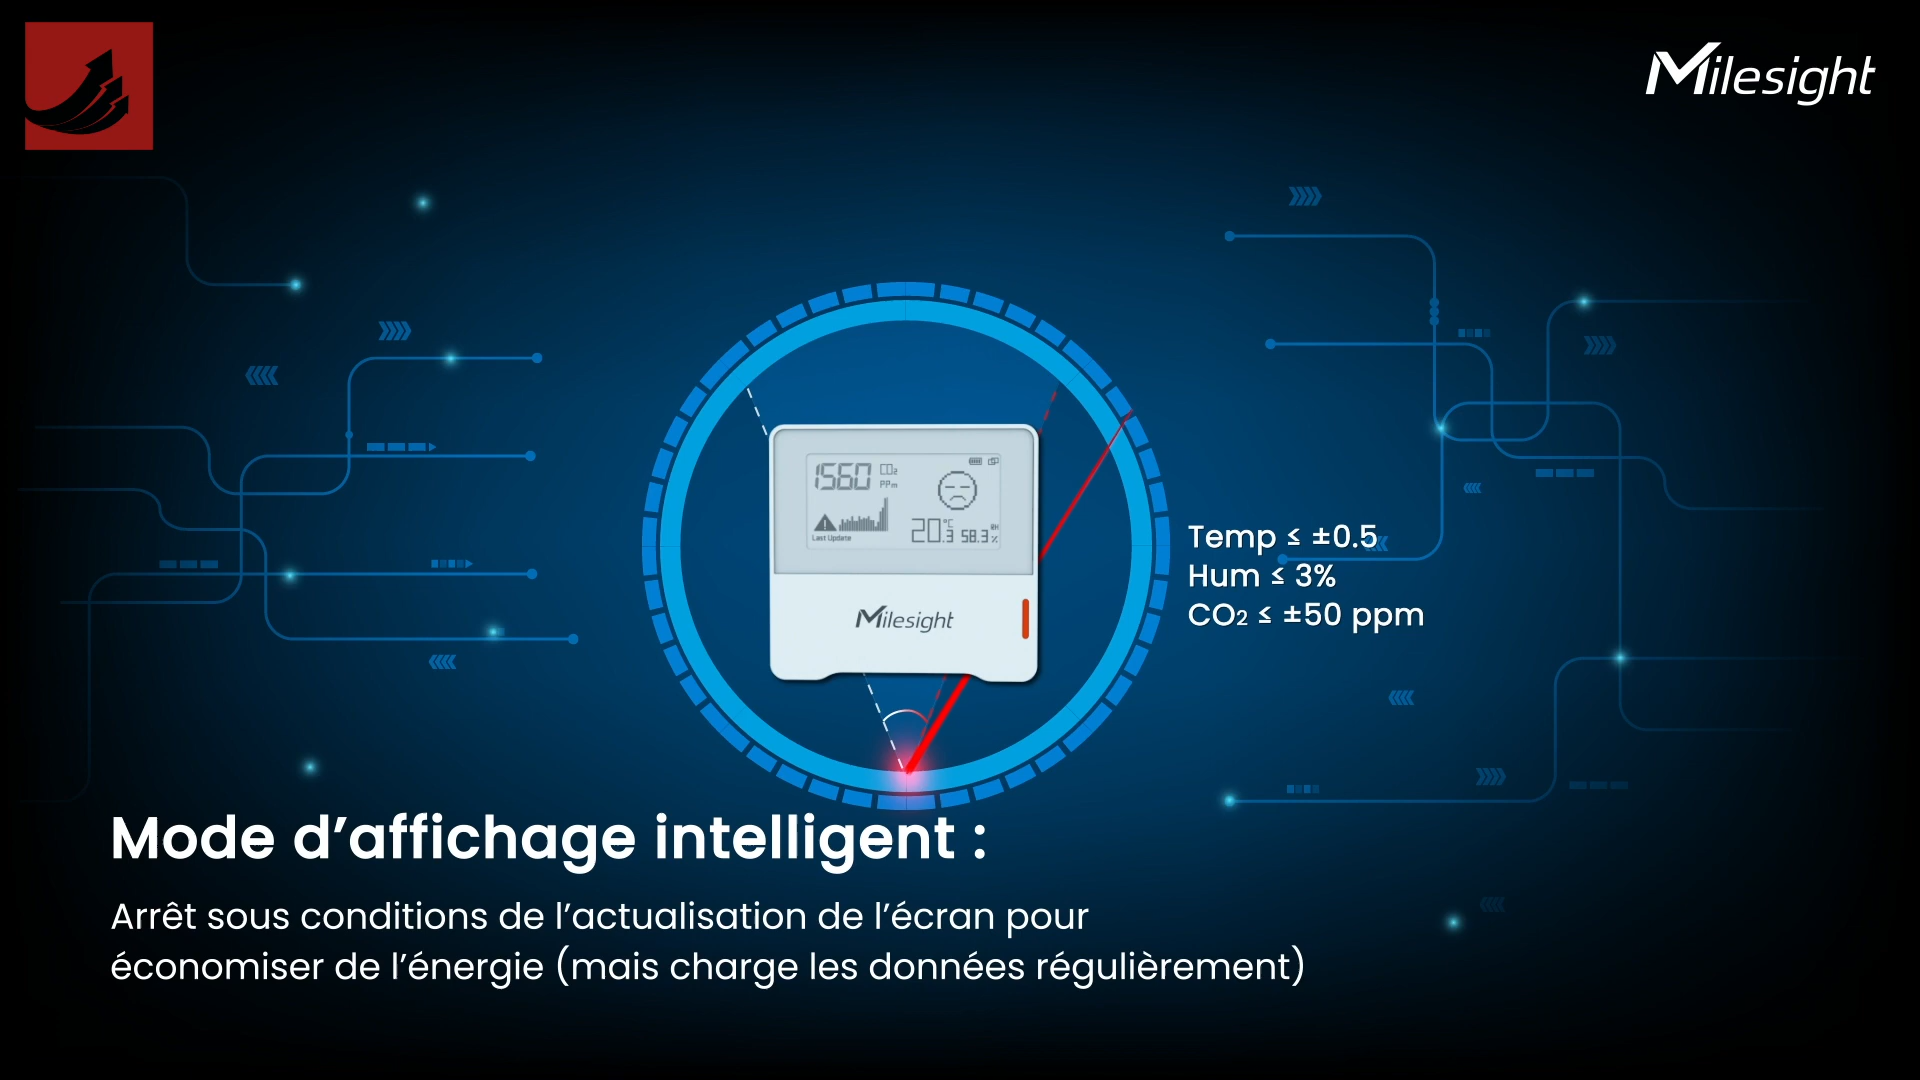 Milesight
1560 CO2
PPm
Last Update
20.3 °C 58.3 RH %
Milesight
Temp ≤ ±0.5
Hum ≤ 3%
CO2 ≤ ±50 ppm
Mode d’affichage intelligent :
Arrêt sous conditions de l’actualisation de l’écran pour
économiser de l’énergie (mais charge les données régulièrement)